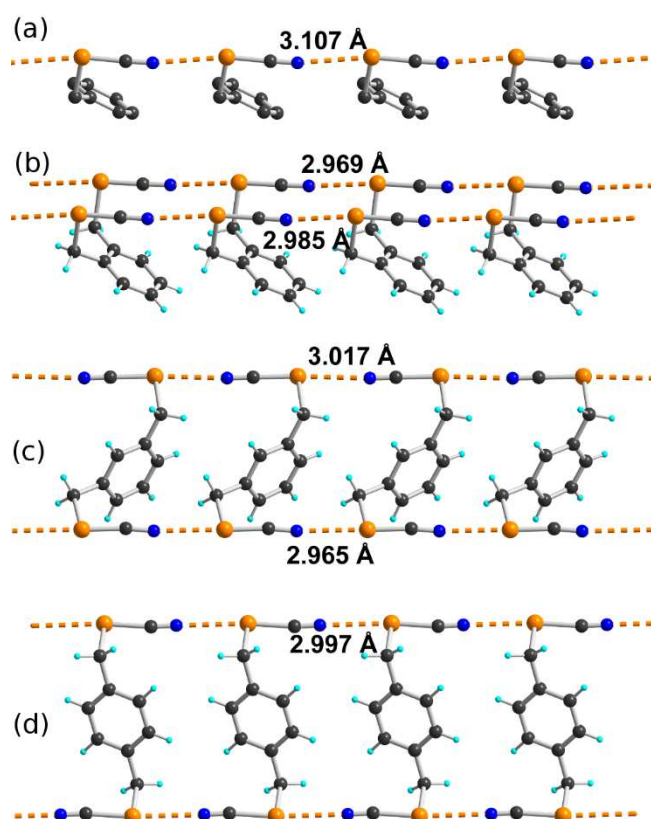 (a)
3.107 Å
(b)
2.969 Å
2.985 Å
3.017 Å
(c)
2.965 Å
2.997 Å
(d)